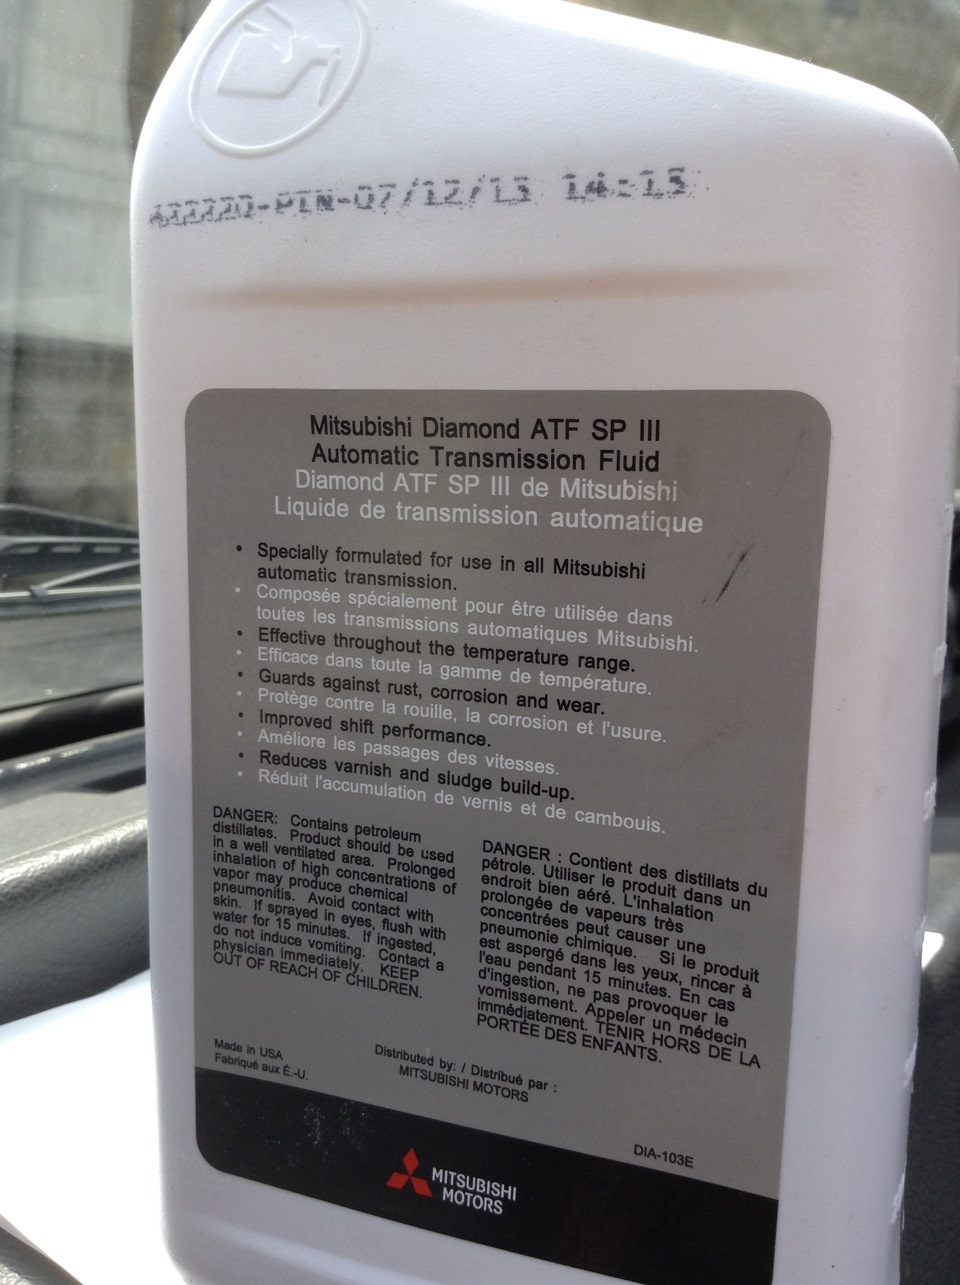 -PTN-07/12/13 14:15
Mitsubishi Diamond ATF SP III
Automatic Transmission Fluid
Diamond ATF SP III de Mitsubishi
Liquide de transmission automatique
• Specially formulated for use in all Mitsubishi
automatic transmission.
• Composée spécialement pour être utilisée dans
toutes les transmissions automatiques Mitsubishi.
• Effective throughout the temperature range.
• Efficace dans toute la gamme de température.
• Guards against rust, corrosion and wear.
• Protège contre la rouille, la corrosion et l'usure.
• Improved shift performance.
• Améliore les passages des vitesses.
• Reduces varnish and sludge build-up.
• Réduit l'accumulation de vernis et de cambouis.
DANGER: Contains petroleum
distillates. Product should be used
in a well ventilated area. Prolonged
inhalation of high concentrations of
vapor may produce chemical
pneumonitis. Avoid contact with
skin. If sprayed in eyes, flush with
water for 15 minutes. If ingested,
do not induce vomiting. Contact a
physician immediately. KEEP
OUT OF REACH OF CHILDREN.
DANGER : Contient des distillats du
pétrole. Utiliser le produit dans un
endroit bien aéré. L'inhalation
prolongée de vapeurs très
concentrées peut causer une
pneumonie chimique. Si le produit
est aspergé dans les yeux, rincer à
l'eau pendant 15 minutes. En cas
d'ingestion, ne pas provoquer le
vomissement. Appeler un médecin
immédiatement. TENIR HORS DE LA
PORTÉE DES ENFANTS.
Made in USA
Fabriqué aux É.-U.
Distributed by: / Distribué par :
MITSUBISHI MOTORS
DIA-103E
MITSUBISHI
MOTORS